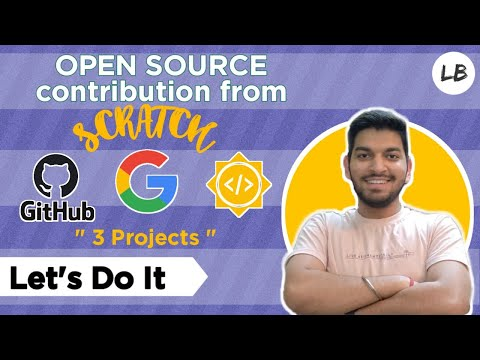 OPEN SOURCE
contribution from
SCRATCH
LB
GitHub
G
" 3 Projects "
Let's Do It